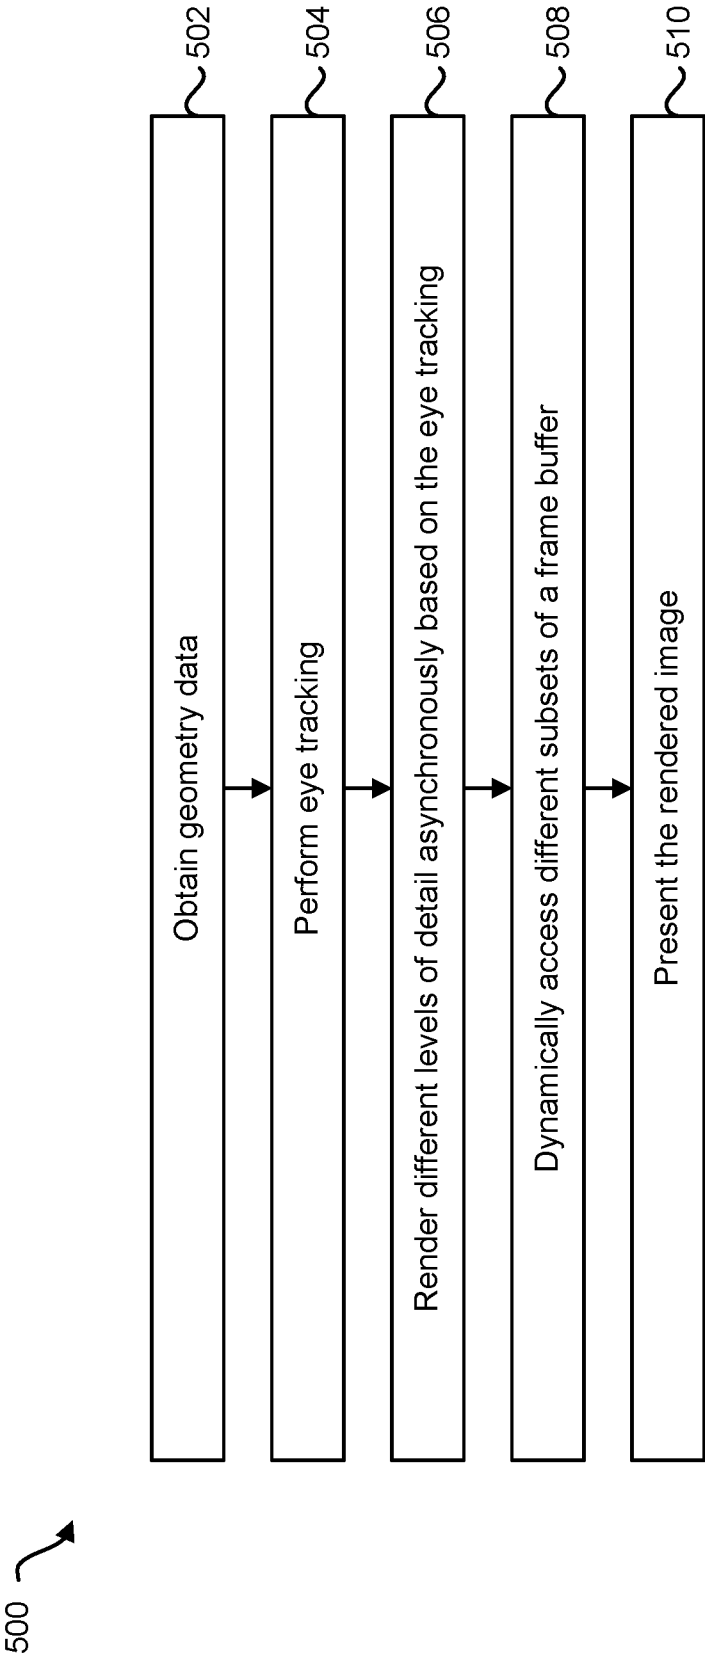 500
Obtain geometry data
502
Perform eye tracking
504
Render different levels of detail asynchronously based on the eye tracking
506
Dynamically access different subsets of a frame buffer
508
Present the rendered image
510